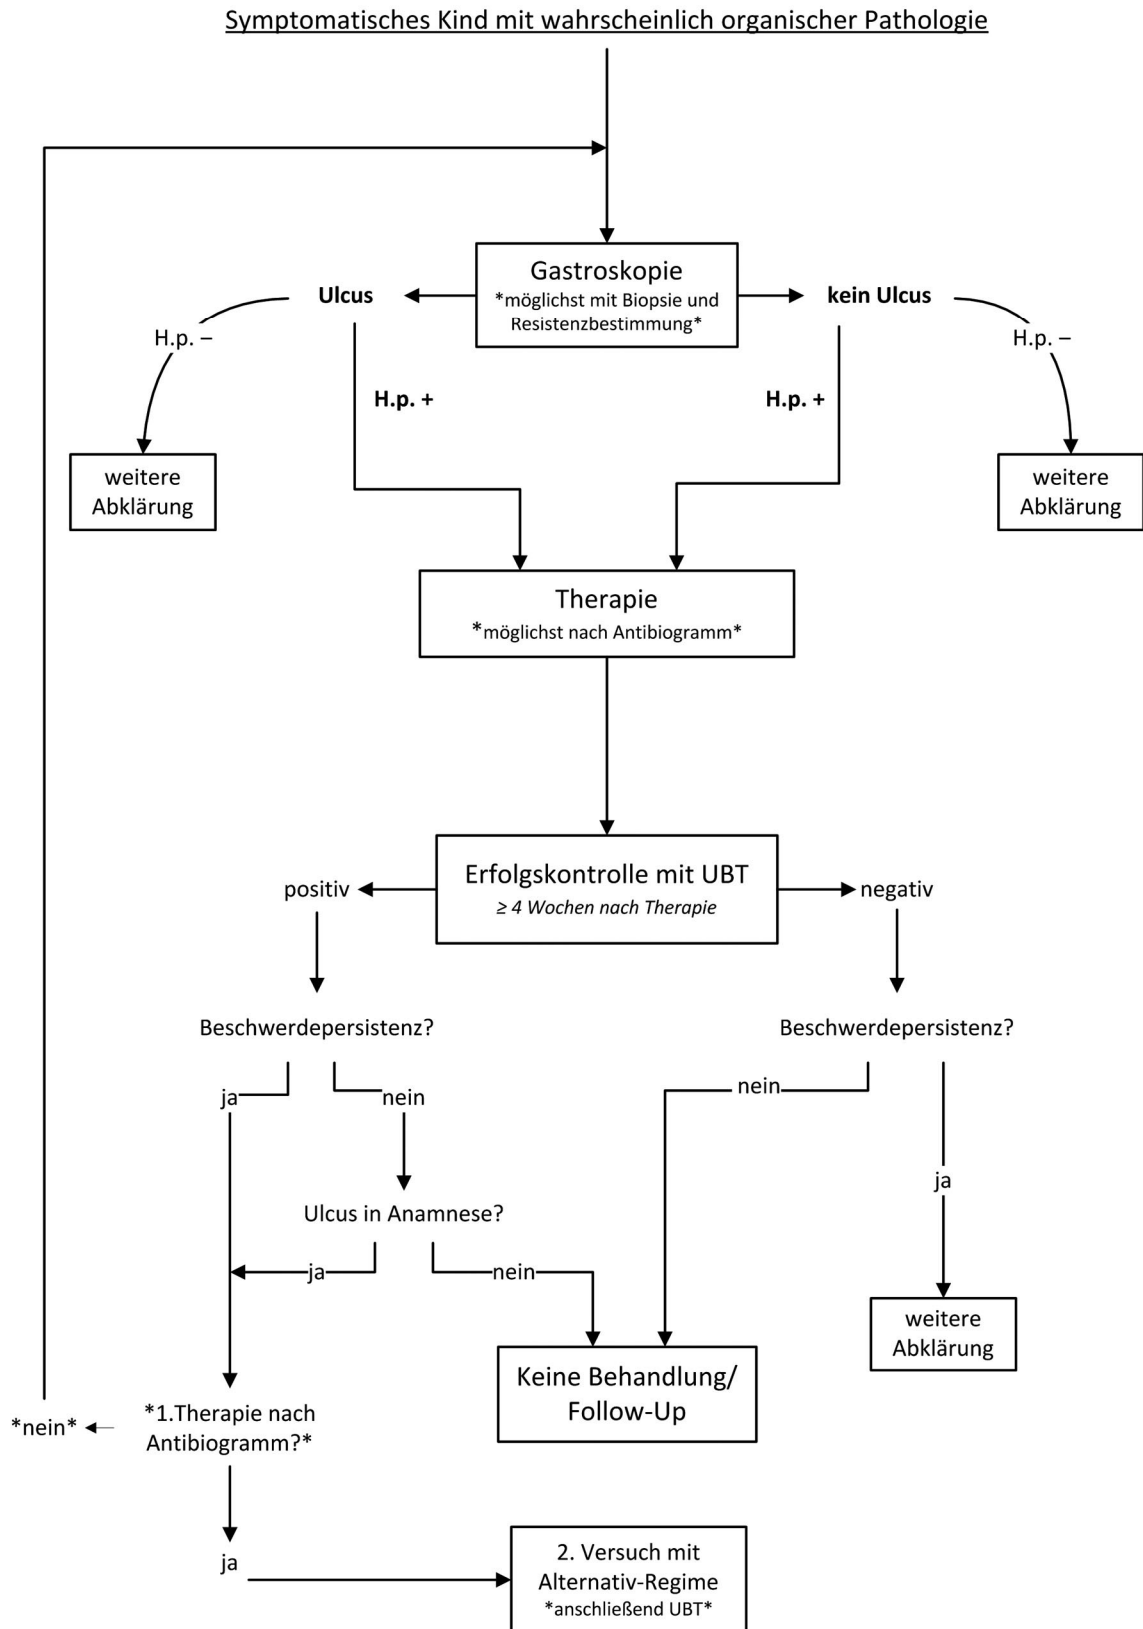 Symptomatisches Kind mit wahrscheinlich organischer Pathologie
Gastroskopie
*möglichst mit Biopsie und
Resistenzbestimmung*
Ulcus
kein Ulcus
H.p. –
H.p. –
H.p. +
H.p. +
weitere
Abklärung
weitere
Abklärung
Therapie
*möglichst nach Antibiogramm*
Erfolgskontrolle mit UBT
≥ 4 Wochen nach Therapie
positiv
negativ
Beschwerdepersistenz?
Beschwerdepersistenz?
ja
nein
nein
ja
Ulcus in Anamnese?
ja
nein
weitere
Abklärung
Keine Behandlung/
Follow-Up
*nein*
*1.Therapie nach
Antibiogramm?*
ja
2. Versuch mit
Alternativ-Regime
*anschließend UBT*